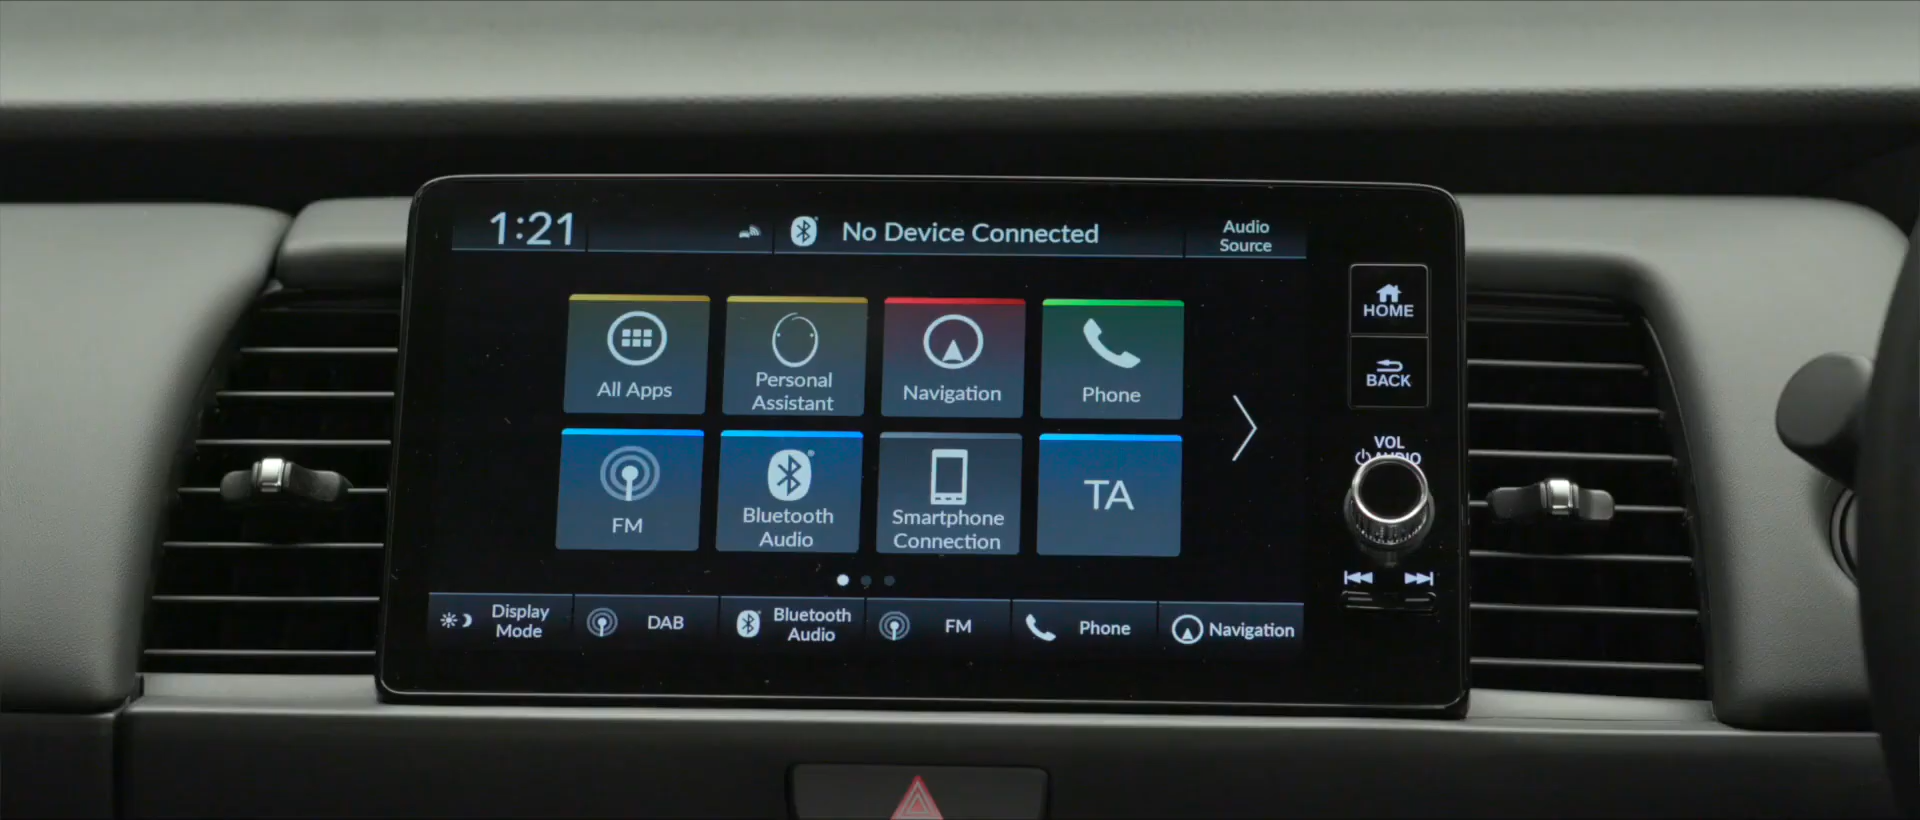 1:21
No Device Connected
Audio
Source
All Apps
Personal
Assistant
Navigation
Phone
HOME
BACK
FM
Bluetooth
Audio
Smartphone
Connection
TA
VOL
AUDIO
Display
Mode
DAB
Bluetooth
Audio
FM
Phone
Navigation